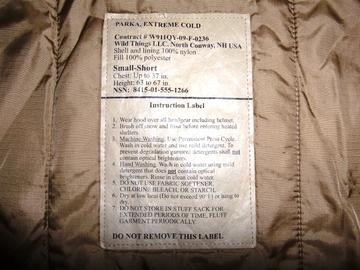 PARKA, EXTREME COLD
Contract # W911QY-09-F-0236
Wild Things LLC, North Conway, NH USA
Shell and lining 100% nylon
Fill 100% polyester
Small-Short
Chest: Up to 37 in.
Height: 63 to 67 in
NSN: 8415-01-555-1266
Instruction Label
1. Wear hood over all headgear including helmet.
2. Brush off snow and frost before entering heated
shelters.
3. Machine Washing. Use Permanent Press Cycle.
Wash in cold water and use mild detergent. To
prevent degradation garment detergents shall not
contain optical brighteners.
4. Hand Washing. Wash in cold water using mild
detergent that does not contain optical
brighteners. Rinse in clean cold water.
5. DO NOT USE FABRIC SOFTENER,
CHLORINE BLEACH OR STARCH.
6. Dry at low heat (Do not exceed 90°F) or hang to
dry.
7. DO NOT STORE IN STUFF SACK FOR
EXTENDED PERIODS OF TIME, FLUFF
GARMENT PERIODICALLY.
DO NOT REMOVE THIS LABEL